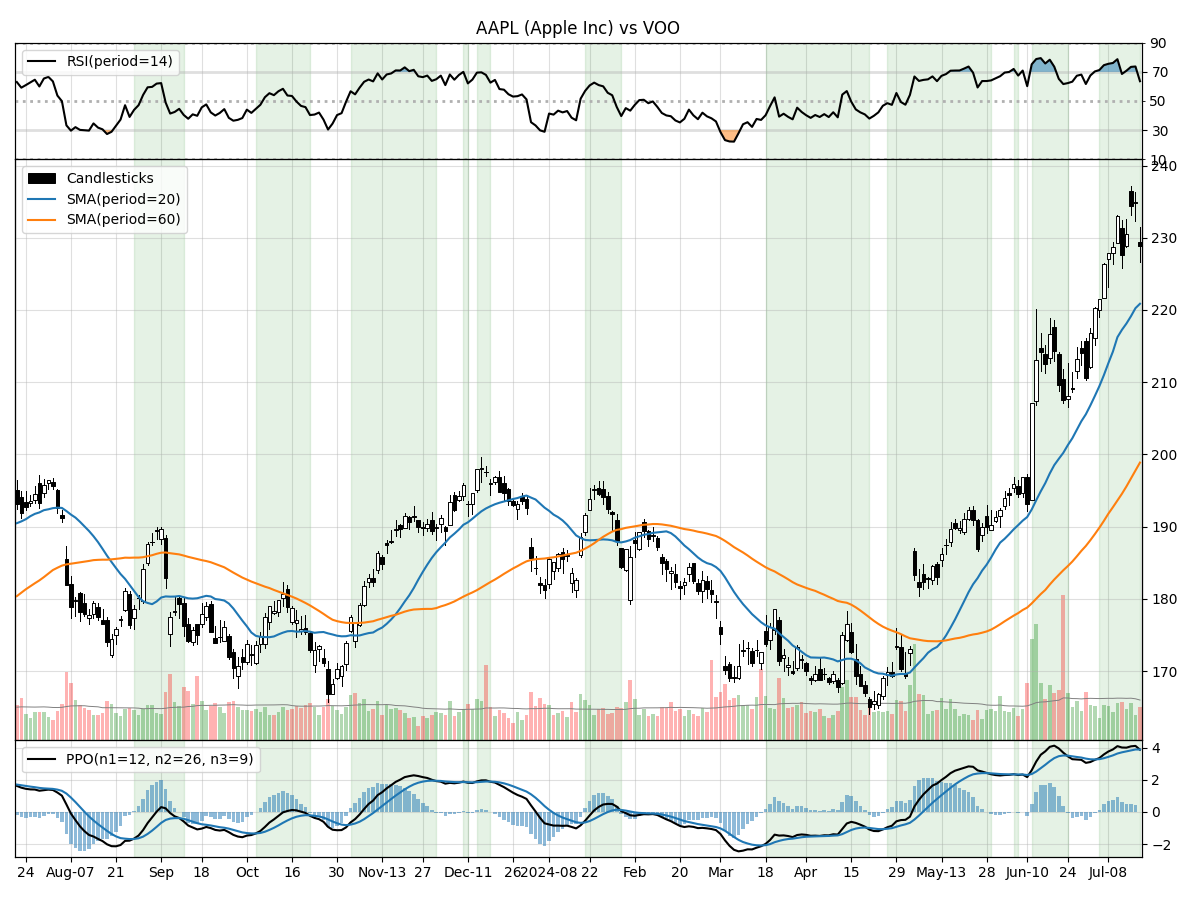 AAPL (Apple Inc) vs VOO
RSI(period=14)
90
70
50
30
10
Candlesticks
SMA(period=20)
SMA(period=60)
240
230
220
210
200
190
180
170
PPO(n1=12, n2=26, n3=9)
4
2
0
−2
24 Aug-07 21 Sep 18 Oct 16 30 Nov-13 27 Dec-11 26 2024-08 22 Feb 20 Mar 18 Apr 15 29 May-13 28 Jun-10 24 Jul-08